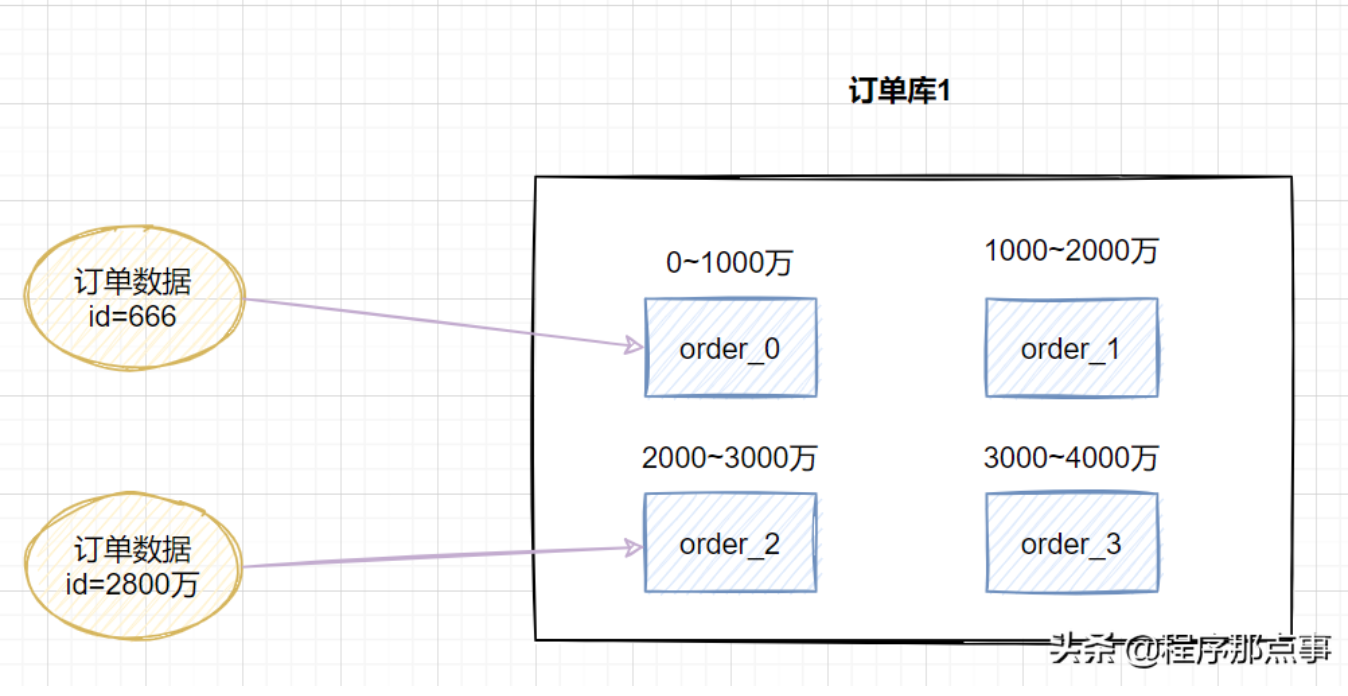 订单库1
订单数据
id=666
0~1000万
order_0
1000~2000万
order_1
订单数据
id=2800万
2000~3000万
order_2
3000~4000万
order_3
头条 @程序那点事